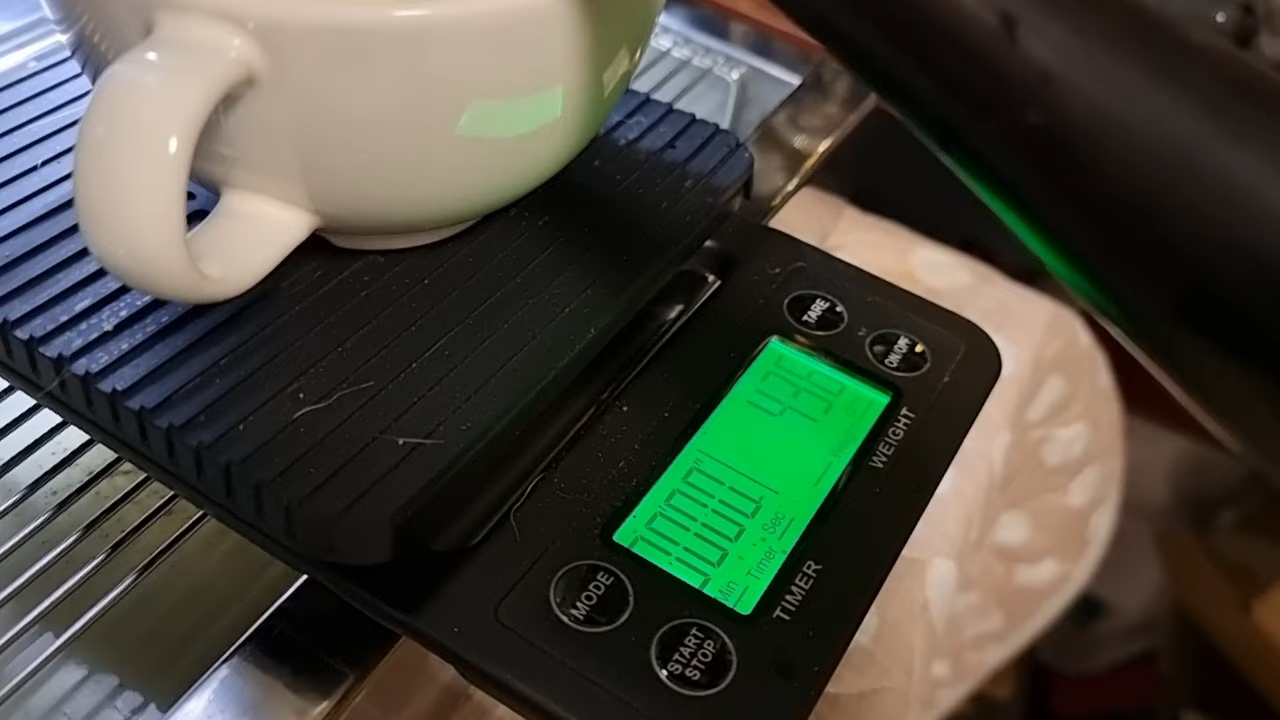 TARE
ON/OFF
WEIGHT
Min
Timer
Sec
TIMER
MODE
START
STOP